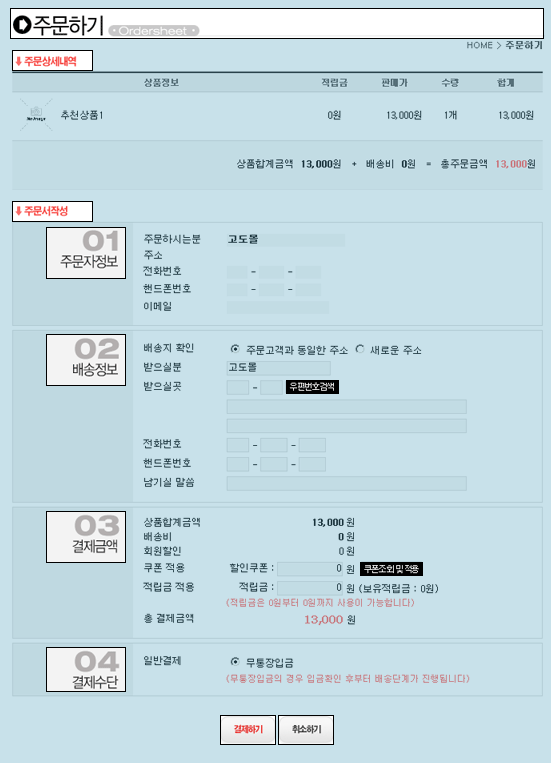 주문하기 Ordersheet
HOME > 주문하기
주문상세내역
상품정보 적립금 판매가 수량 합계
No Image 추천상품1 0원 13,000원 1개 13,000원
상품합계금액 13,000원 + 배송비 0원 = 총주문금액 13,000원
주문서작성
01 주문자정보
주문하시는분 고도몰
주소
전화번호 - -
핸드폰번호 - -
이메일
02 배송정보
배송지 확인 주문고객과 동일한 주소 새로운 주소
받으실분 고도몰
받으실곳 - 우편번호검색
전화번호 - -
핸드폰번호 - -
남기실 말씀
03 결제금액
상품합계금액 13,000 원
배송비 0 원
회원할인 0 원
쿠폰 적용 할인쿠폰 : 0 원 쿠폰조회 및 적용
적립금 적용 적립금 : 0 원 (보유적립금 : 0원)
(적립금은 0원부터 0원까지 사용이 가능합니다)
총 결제금액 13,000 원
04 결제수단
일반결제 무통장입금
(무통장입금의 경우 입금확인 후부터 배송단계가 진행됩니다)
결제하기 취소하기